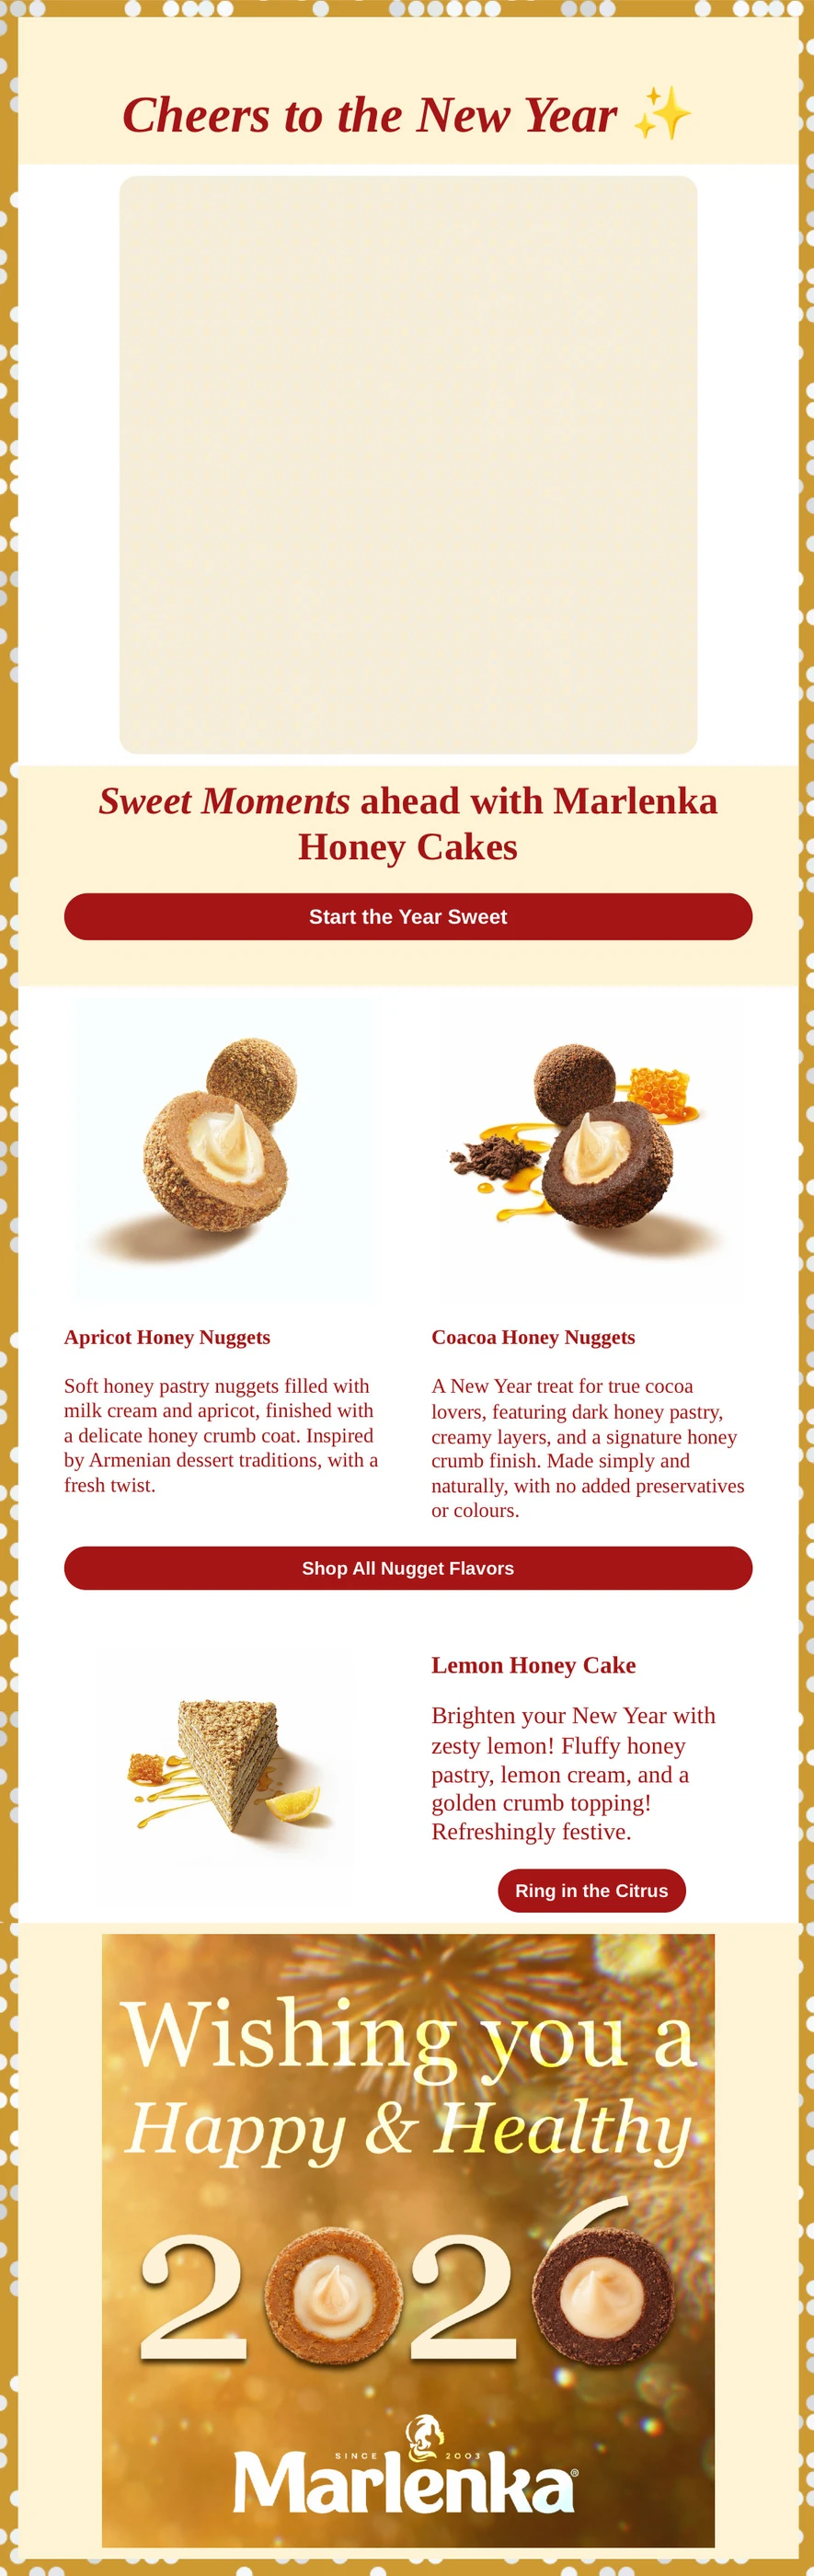 Cheers to the New Year ✨
Sweet Moments ahead with Marlenka
Honey Cakes
Start the Year Sweet
Apricot Honey Nuggets
Soft honey pastry nuggets filled with
milk cream and apricot, finished with
a delicate honey crumb coat. Inspired
by Armenian dessert traditions, with a
fresh twist.
Coacoa Honey Nuggets
A New Year treat for true cocoa
lovers, featuring dark honey pastry,
creamy layers, and a signature honey
crumb finish. Made simply and
naturally, with no added preservatives
or colours.
Shop All Nugget Flavors
Lemon Honey Cake
Brighten your New Year with
zesty lemon! Fluffy honey
pastry, lemon cream, and a
golden crumb topping!
Refreshingly festive.
Ring in the Citrus
Wishing you a
Happy & Healthy
2026
SINCE 2003
Marlenka®